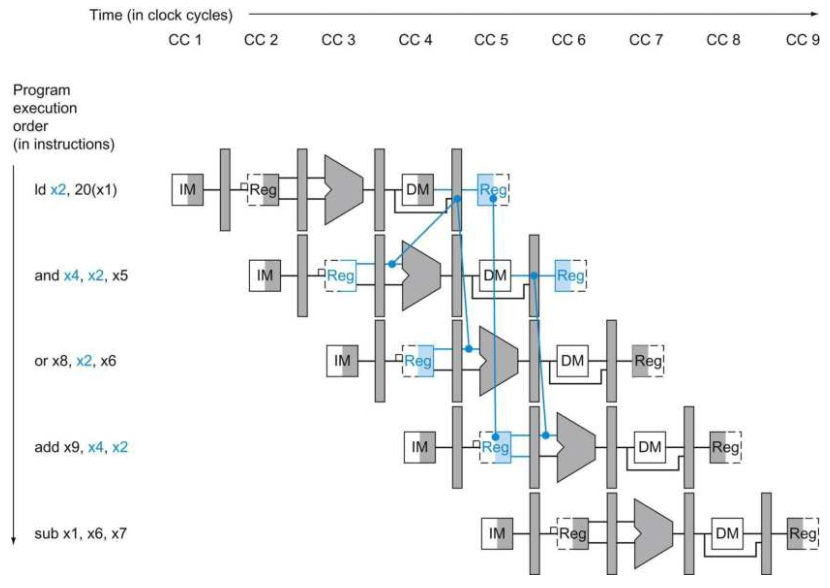 Time (in clock cycles)
CC 1 CC 2 CC 3 CC 4 CC 5 CC 6 CC 7 CC 8 CC 9
Program
execution
order
(in instructions)
ld x2, 20(x1) IM Reg DM Reg
and x4, x2, x5 IM Reg DM Reg
or x8, x2, x6 IM Reg DM Reg
add x9, x4, x2 IM Reg DM Reg
sub x1, x6, x7 IM Reg DM Reg